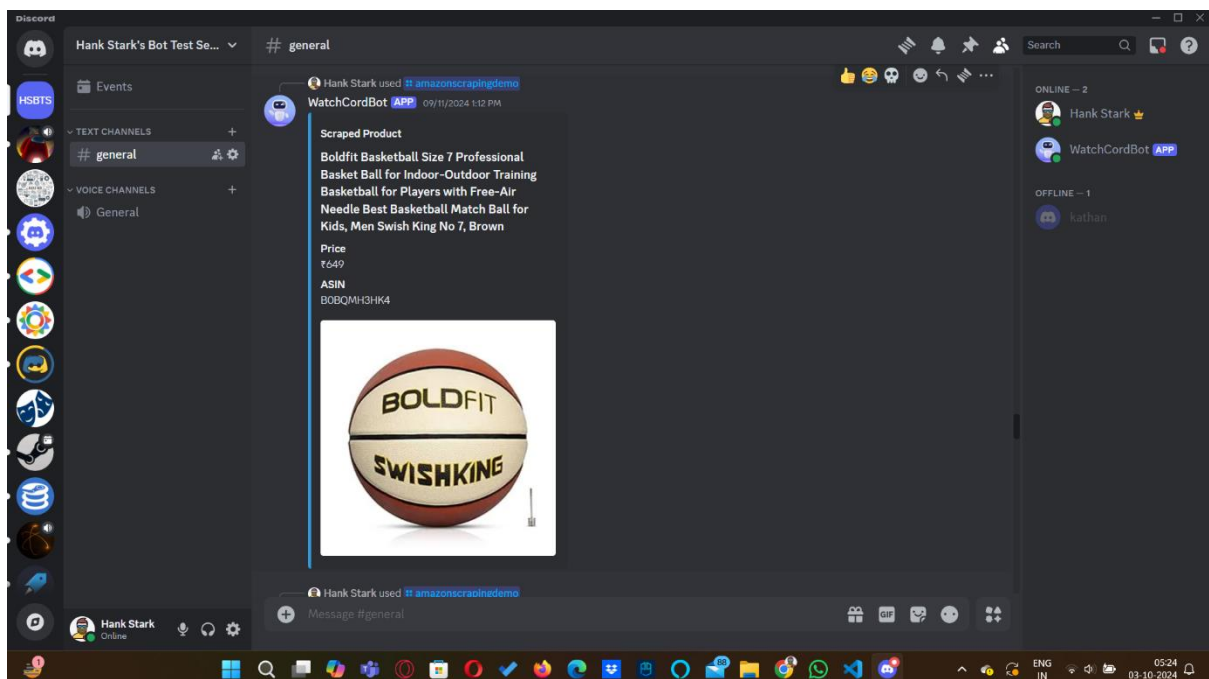 Discord
Hank Stark's Bot Test Se...
# general
Search
HSBTS
Events
TEXT CHANNELS
# general
VOICE CHANNELS
General
Hank Stark used amazonscrapingdemo
WatchCordBot APP 09/11/2024 1:12 PM
Scraped Product
Boldfit Basketball Size 7 Professional
Basket Ball for Indoor-Outdoor Training
Basketball for Players with Free-Air
Needle Best Basketball Match Ball for
Kids, Men Swish King No 7, Brown
Price
₹649
ASIN
B0BQMH3HK4
BOLDFIT
SWISHKING
Hank Stark used amazonscrapingdemo
Message #general
GIF
ONLINE — 2
Hank Stark
WatchCordBot APP
OFFLINE — 1
kathan
Hank Stark
Online
1
88
ENG
IN
05:24
03-10-2024